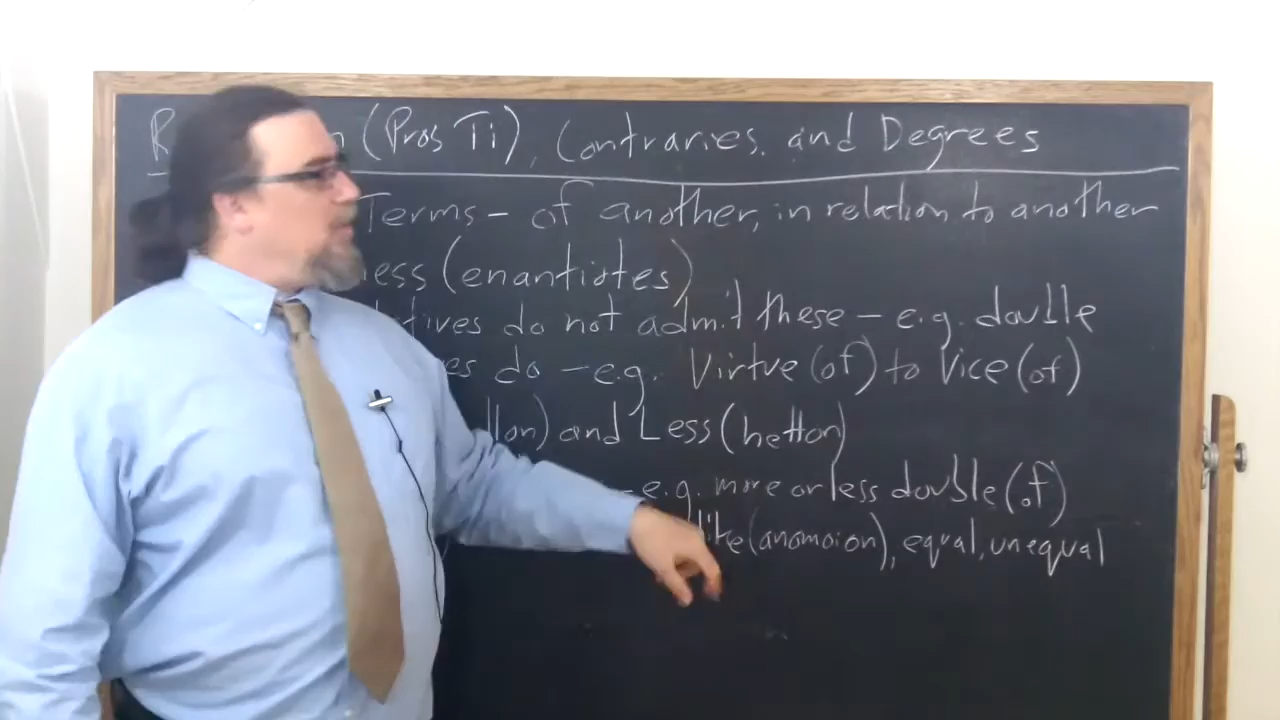 R n (Pros Ti), Contraries, and Degrees
Terms – of another, in relation to another
ess (enantiotes)
tives do not admit these – e.g. double
es do – e.g. Virtue (of) to Vice (of)
llon) and Less (hetton)
– e.g. more or less double (of)
like (anomoion), equal, unequal